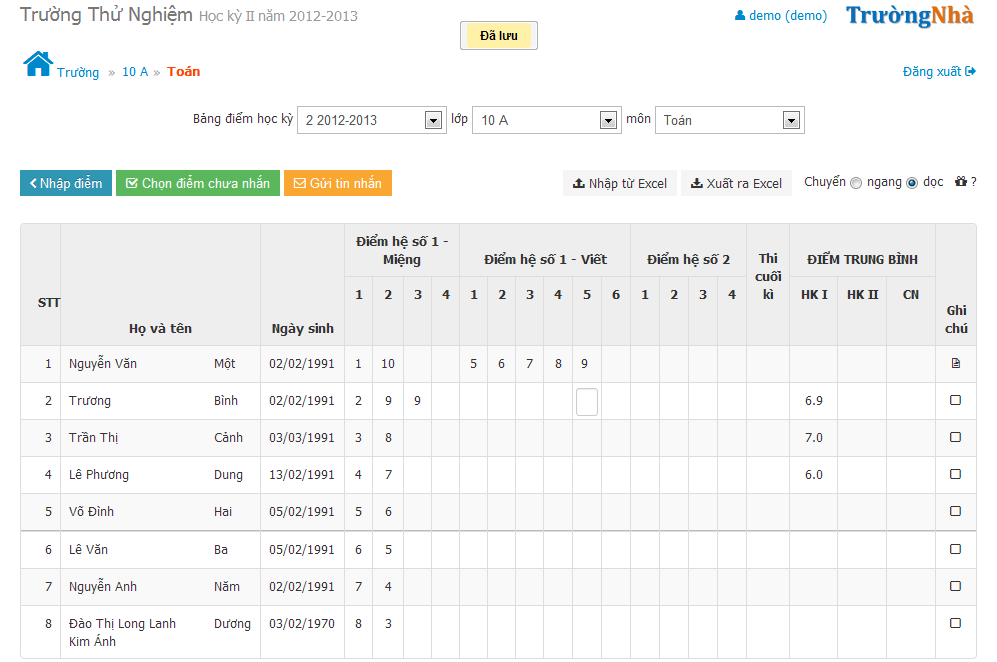 Trường Thử Nghiệm Học kỳ II năm 2012-2013
Đã lưu
demo (demo)
TrườngNhà
Trường » 10 A » Toán
Đăng xuất
Bảng điểm học kỳ 2 2012-2013 lớp 10 A môn Toán
Nhập điểm Chọn điểm chưa nhắn Gửi tin nhắn Nhập từ Excel Xuất ra Excel Chuyển ngang dọc ?
STT Họ và tên Ngày sinh Điểm hệ số 1 - Miệng Điểm hệ số 1 - Viết Điểm hệ số 2 Thi cuối kì ĐIỂM TRUNG BÌNH Ghi chú
1 2 3 4 1 2 3 4 5 6 1 2 3 4 HK I HK II CN
1 Nguyễn Văn Một 02/02/1991 1 10 5 6 7 8 9
2 Trương Bình 02/02/1991 2 9 9 6.9
3 Trần Thị Cảnh 03/03/1991 3 8 7.0
4 Lê Phương Dung 13/02/1991 4 7 6.0
5 Võ Đình Hai 05/02/1991 5 6
6 Lê Văn Ba 05/02/1991 6 5
7 Nguyễn Anh Năm 02/02/1991 7 4
8 Đào Thị Long Lanh Kim Ánh Dương 03/02/1970 8 3